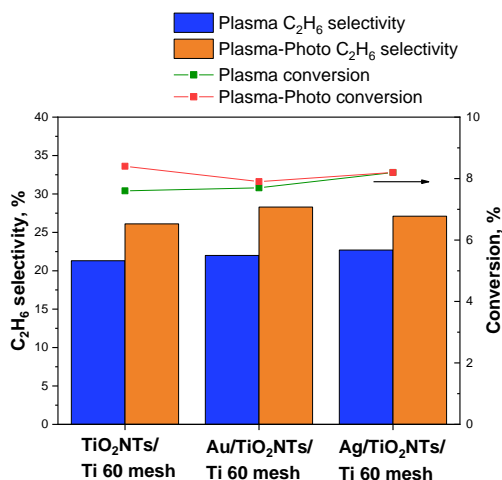 Plasma C₂H₆ selectivity
Plasma-Photo C₂H₆ selectivity
Plasma conversion
Plasma-Photo conversion
40
35
30
25
20
15
10
5
0
C₂H₆ selectivity, %
10
8
6
4
2
0
Conversion, %
TiO₂NTs/
Ti 60 mesh
Au/TiO₂NTs/
Ti 60 mesh
Ag/TiO₂NTs/
Ti 60 mesh